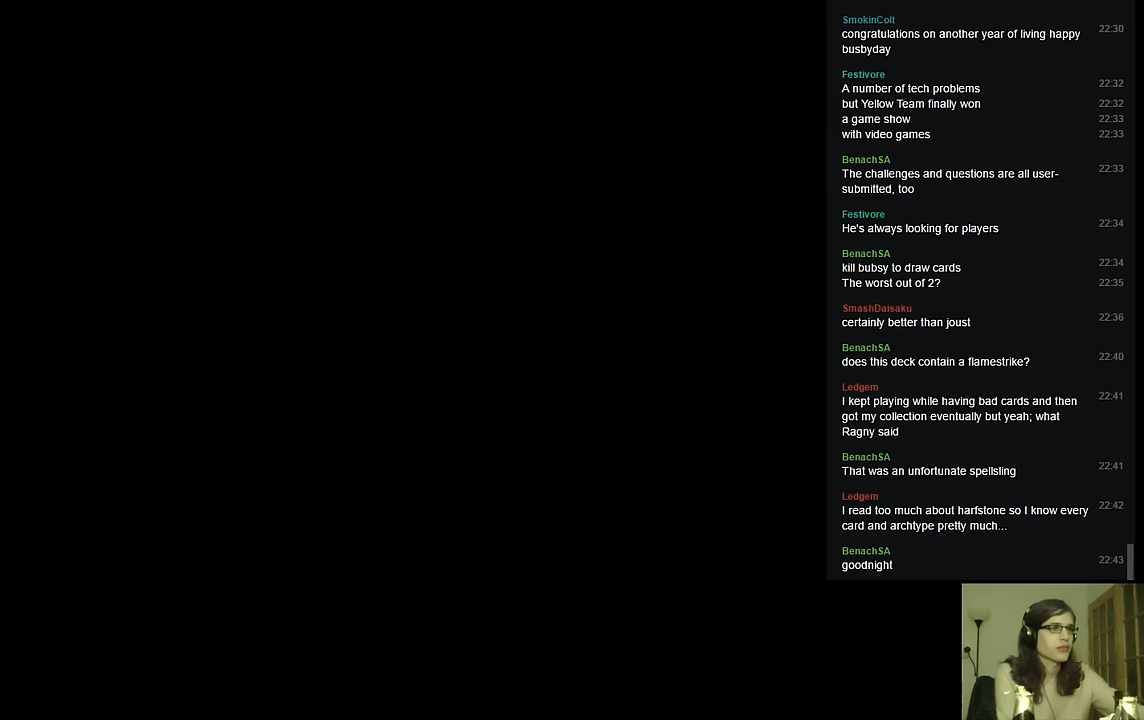 SmokinColt
congratulations on another year of living happy 22:30
busbyday
Festivore
A number of tech problems 22:32
but Yellow Team finally won 22:32
a game show 22:33
with video games 22:33
BenachSA
The challenges and questions are all user- 22:33
submitted, too
Festivore
He's always looking for players 22:34
BenachSA
kill bubsy to draw cards 22:34
The worst out of 2? 22:35
SmashDaisaku
certainly better than joust 22:36
BenachSA
does this deck contain a flamestrike? 22:40
Ledgem
I kept playing while having bad cards and then 22:41
got my collection eventually but yeah; what
Ragny said
BenachSA
That was an unfortunate spellsling 22:41
Ledgem
I read too much about harfstone so I know every 22:42
card and archtype pretty much...
BenachSA
goodnight 22:43